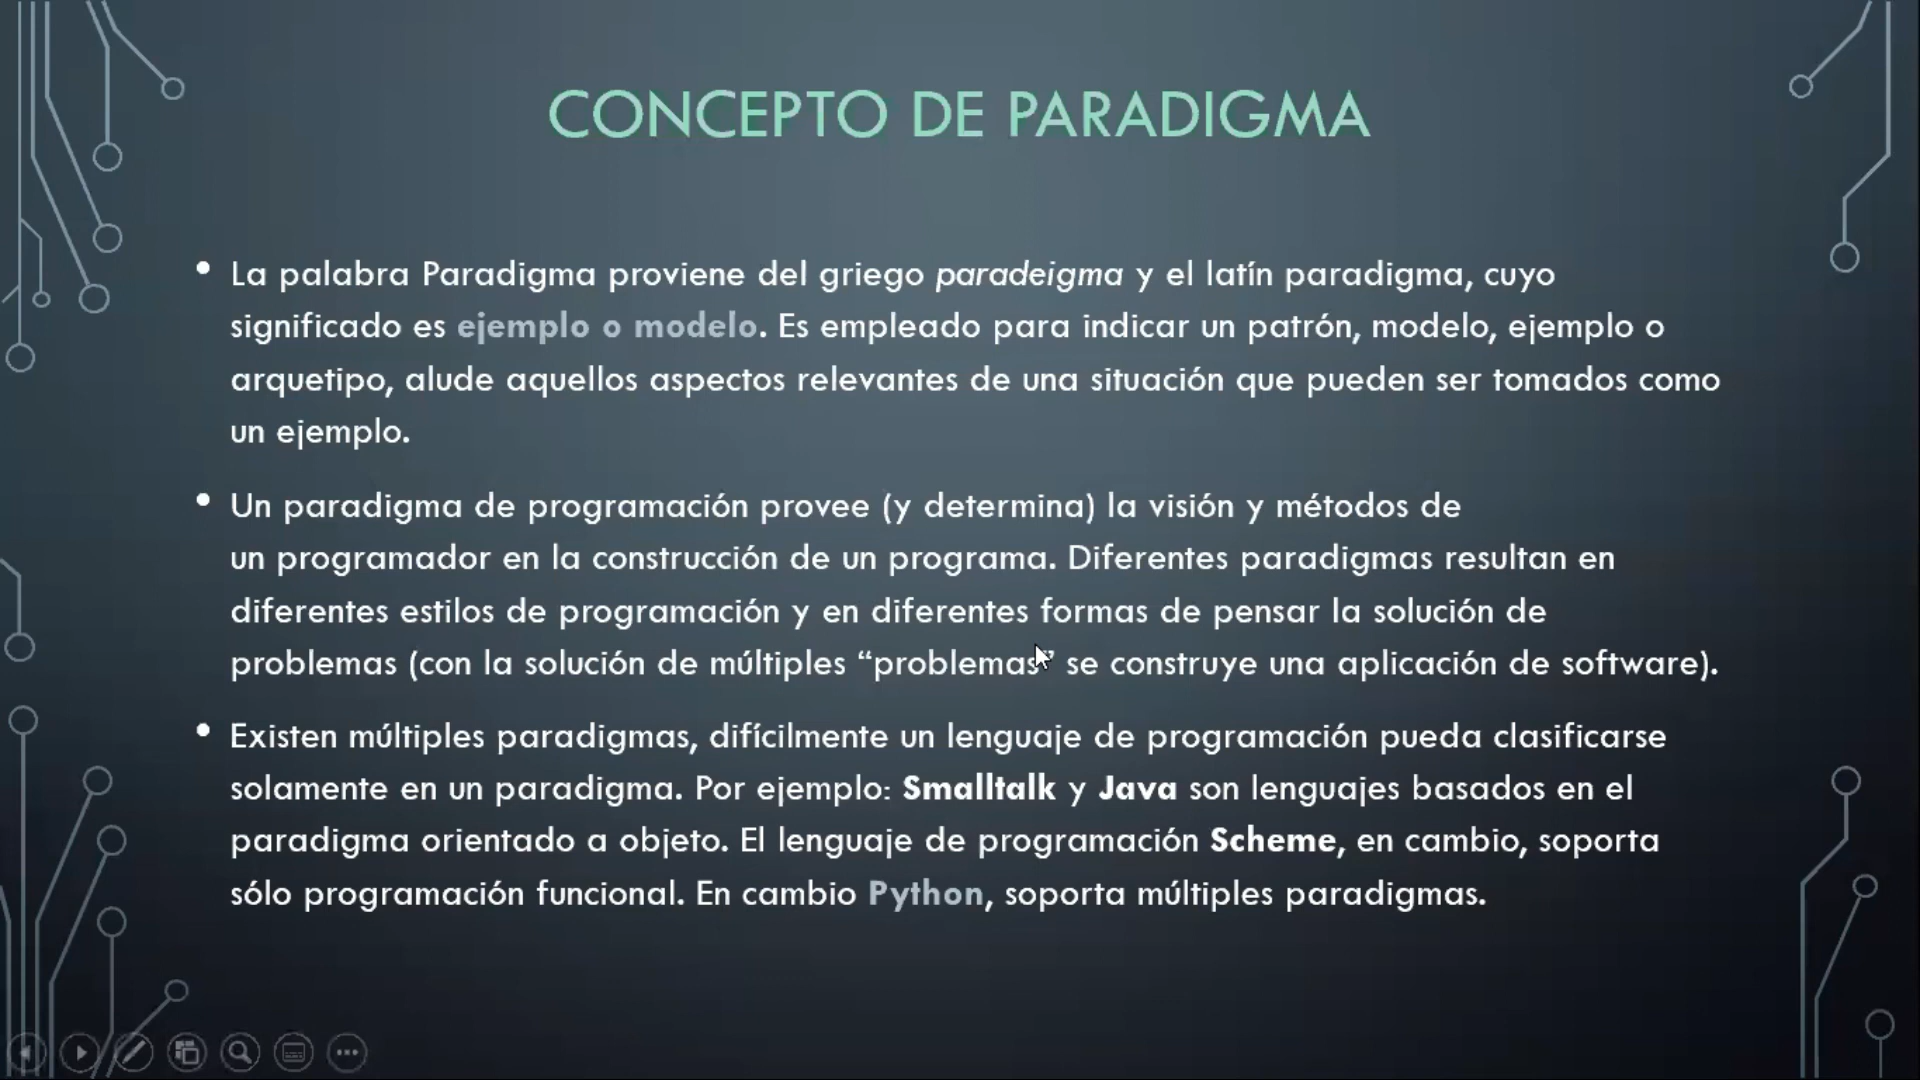 CONCEPTO DE PARADIGMA
• La palabra Paradigma proviene del griego paradeigma y el latín paradigma, cuyo
significado es ejemplo o modelo. Es empleado para indicar un patrón, modelo, ejemplo o
arquetipo, alude aquellos aspectos relevantes de una situación que pueden ser tomados como
un ejemplo.
• Un paradigma de programación provee (y determina) la visión y métodos de
un programador en la construcción de un programa. Diferentes paradigmas resultan en
diferentes estilos de programación y en diferentes formas de pensar la solución de
problemas (con la solución de múltiples “problemas” se construye una aplicación de software).
• Existen múltiples paradigmas, difícilmente un lenguaje de programación pueda clasificarse
solamente en un paradigma. Por ejemplo: Smalltalk y Java son lenguajes basados en el
paradigma orientado a objeto. El lenguaje de programación Scheme, en cambio, soporta
sólo programación funcional. En cambio Python, soporta múltiples paradigmas.